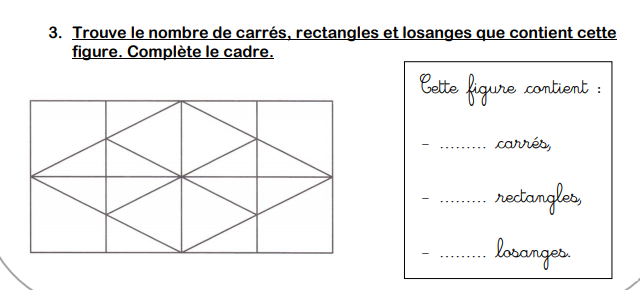 3. Trouve le nombre de carrés, rectangles et losanges que contient cette
figure. Complète le cadre.
Cette figure contient :
- ......... carrés,
- ......... rectangles,
- ......... losanges.